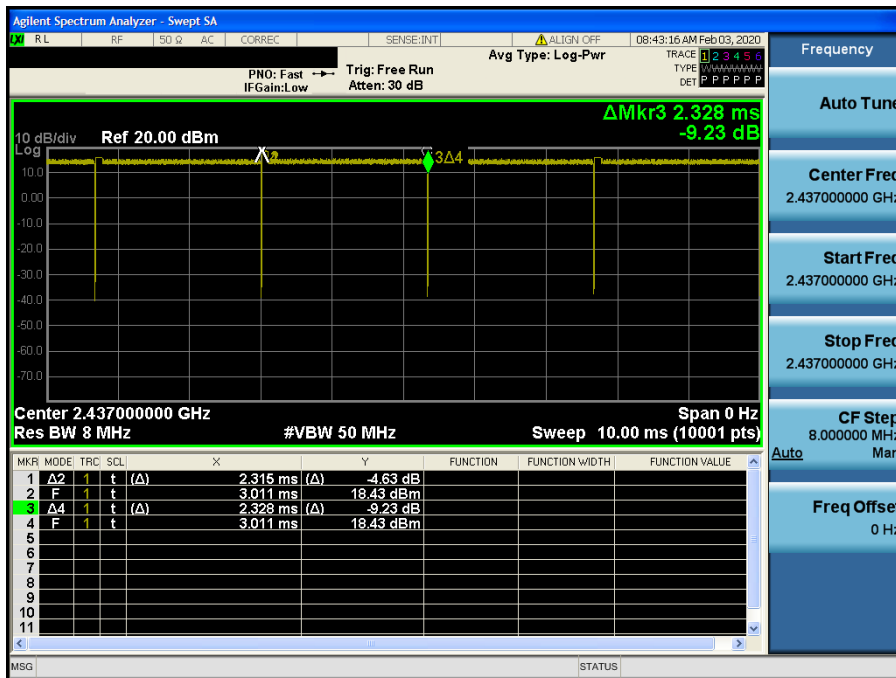 Agilent Spectrum Analyzer - Swept SA
LXI RL RF 50 Ω AC CORREC SENSE:INT ALIGN OFF 08:43:16 AM Feb 03, 2020
Frequency
Avg Type: Log-Pwr TRACE 1 2 3 4 5 6
PNO: Fast Trig: Free Run TYPE WWWWWW
IFGain:Low Atten: 30 dB DET P P P P P P
Auto Tune
ΔMkr3 2.328 ms
-9.23 dB
10 dB/div Ref 20.00 dBm
Log
3Δ4
10.0
0.00
-10.0
-20.0
-30.0
-40.0
-50.0
-60.0
-70.0
Center Freq
2.437000000 GHz
Start Freq
2.437000000 GHz
Stop Freq
2.437000000 GHz
Center 2.437000000 GHz Span 0 Hz
Res BW 8 MHz #VBW 50 MHz Sweep 10.00 ms (10001 pts)
CF Step
8.000000 MHz
Auto Man
Freq Offset
0 Hz
MKR MODE TRC SCL X Y FUNCTION FUNCTION WIDTH FUNCTION VALUE
1 Δ2 1 t (Δ) 2.315 ms (Δ) -4.63 dB
2 F 1 t 3.011 ms 18.43 dBm
3 Δ4 1 t (Δ) 2.328 ms (Δ) -9.23 dB
4 F 1 t 3.011 ms 18.43 dBm
5
6
7
8
9
10
11
MSG STATUS